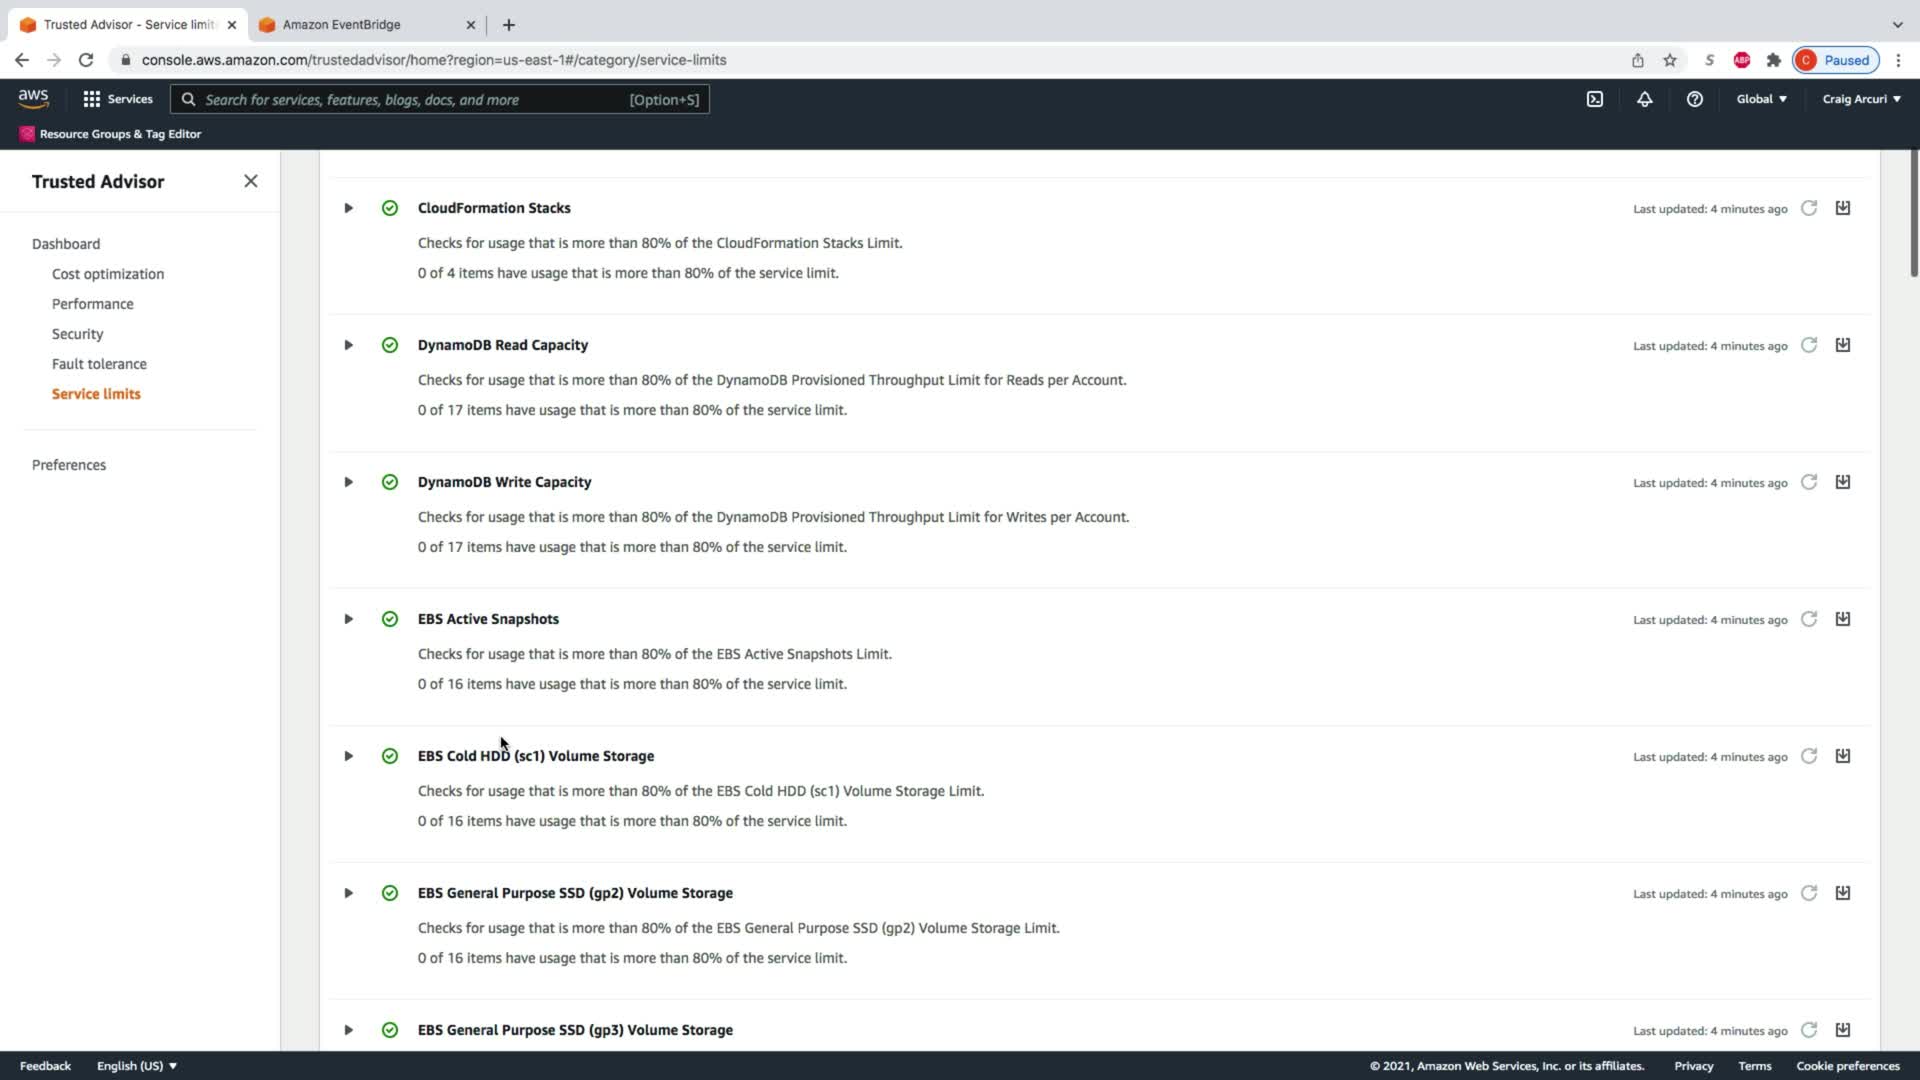 Trusted Advisor - Service limit
Amazon EventBridge
console.aws.amazon.com/trustedadvisor/home?region=us-east-1#/category/service-limits
S
ABP
C
Paused
aws
Services
Search for services, features, blogs, docs, and more
[Option+S]
Global
Craig Arcuri
Resource Groups & Tag Editor
Trusted Advisor
Dashboard
Cost optimization
Performance
Security
Fault tolerance
Service limits
Preferences
CloudFormation Stacks
Last updated: 4 minutes ago
Checks for usage that is more than 80% of the CloudFormation Stacks Limit.
0 of 4 items have usage that is more than 80% of the service limit.
DynamoDB Read Capacity
Last updated: 4 minutes ago
Checks for usage that is more than 80% of the DynamoDB Provisioned Throughput Limit for Reads per Account.
0 of 17 items have usage that is more than 80% of the service limit.
DynamoDB Write Capacity
Last updated: 4 minutes ago
Checks for usage that is more than 80% of the DynamoDB Provisioned Throughput Limit for Writes per Account.
0 of 17 items have usage that is more than 80% of the service limit.
EBS Active Snapshots
Last updated: 4 minutes ago
Checks for usage that is more than 80% of the EBS Active Snapshots Limit.
0 of 16 items have usage that is more than 80% of the service limit.
EBS Cold HDD (sc1) Volume Storage
Last updated: 4 minutes ago
Checks for usage that is more than 80% of the EBS Cold HDD (sc1) Volume Storage Limit.
0 of 16 items have usage that is more than 80% of the service limit.
EBS General Purpose SSD (gp2) Volume Storage
Last updated: 4 minutes ago
Checks for usage that is more than 80% of the EBS General Purpose SSD (gp2) Volume Storage Limit.
0 of 16 items have usage that is more than 80% of the service limit.
EBS General Purpose SSD (gp3) Volume Storage
Last updated: 4 minutes ago
Feedback
English (US)
© 2021, Amazon Web Services, Inc. or its affiliates.
Privacy
Terms
Cookie preferences